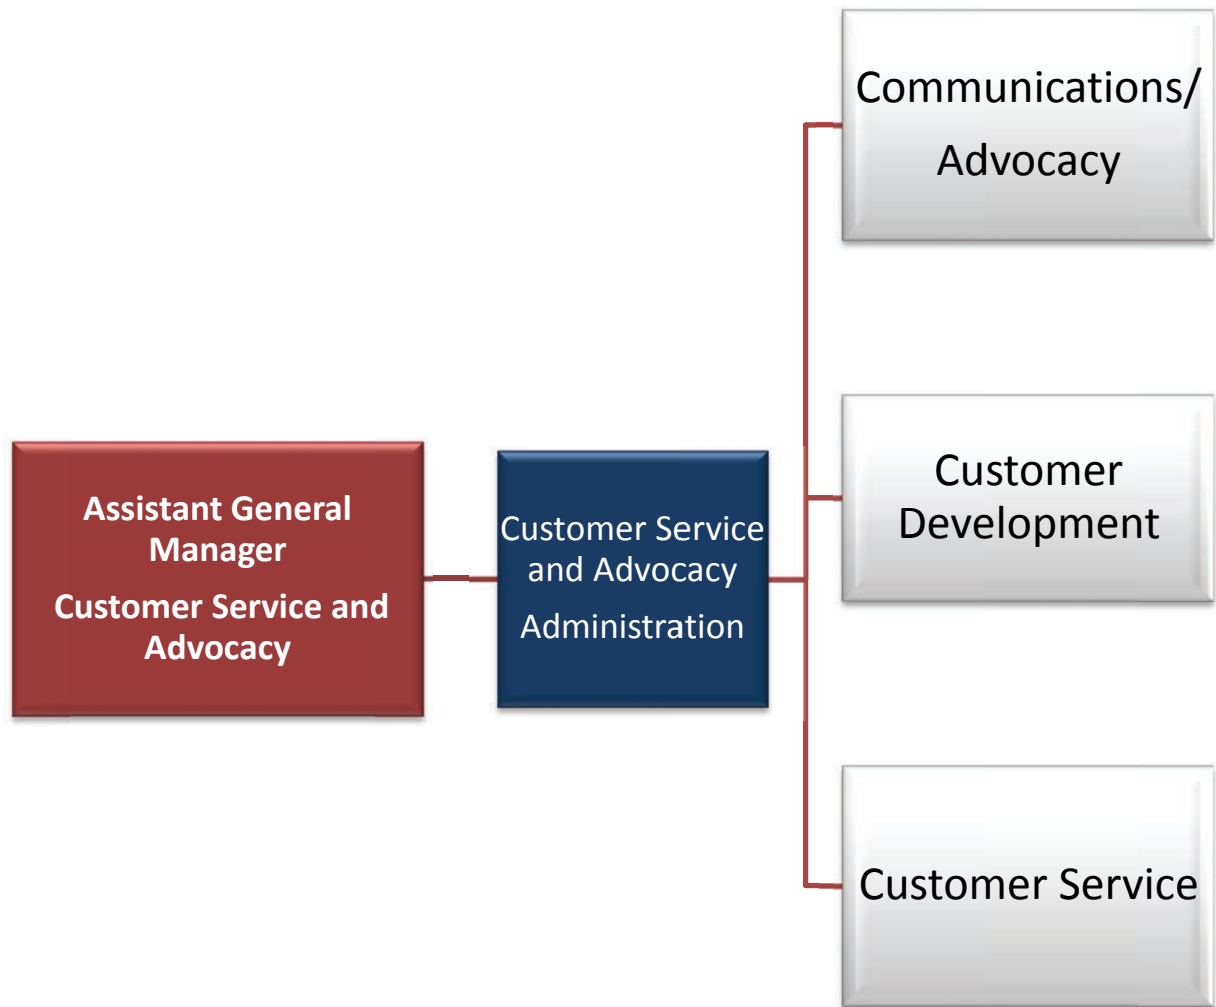 Communications/
Advocacy
Customer
Development
Assistant General
Manager
Customer Service and
Advocacy
Customer Service
and Advocacy
Administration
Customer Service